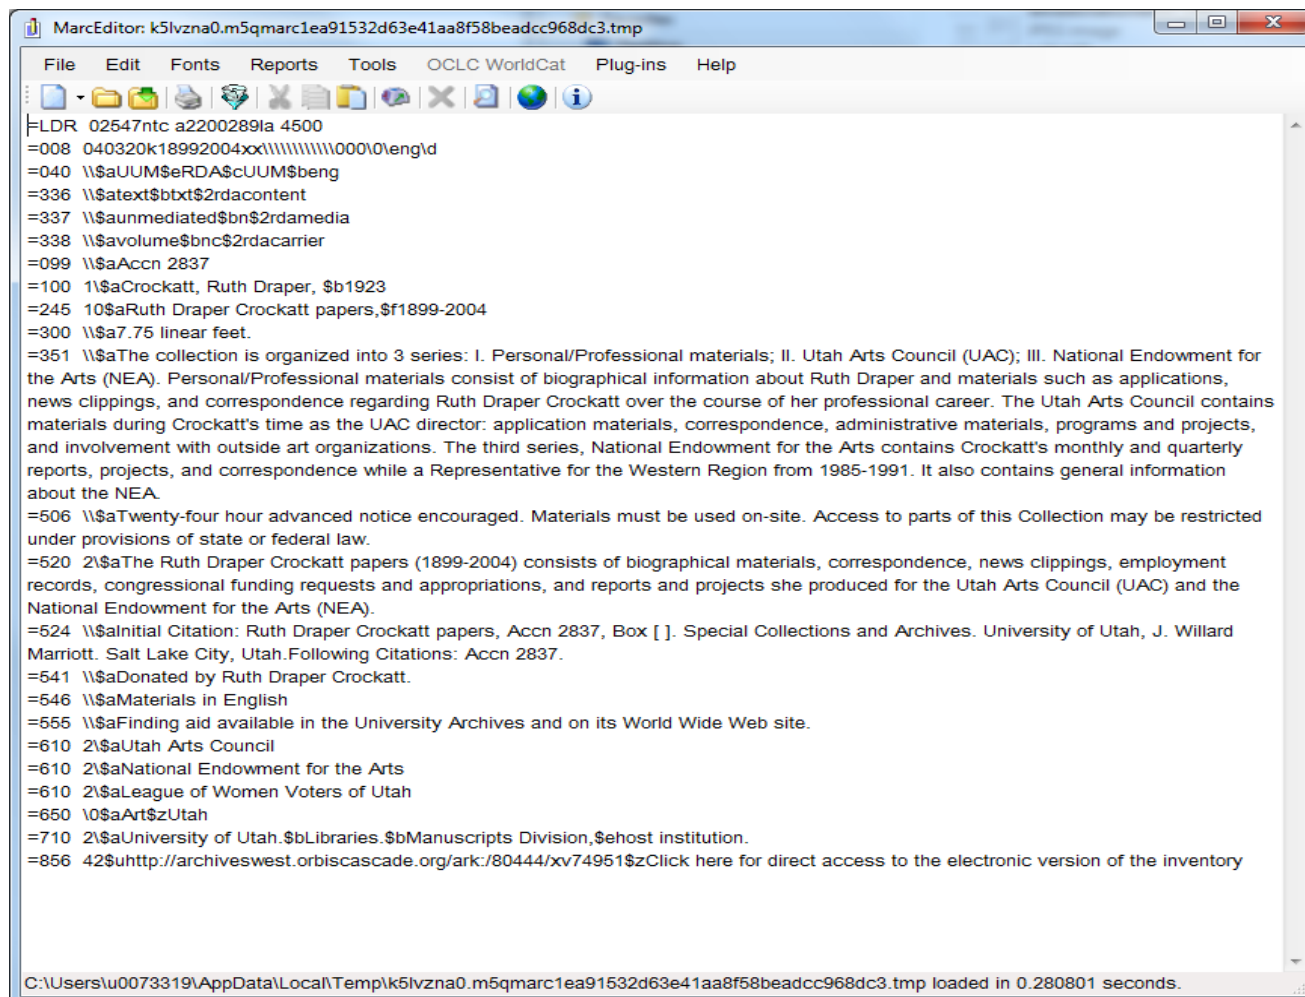 MarcEditor: k5lvzna0.m5qmarc1ea91532d63e41aa8f58beadcc968dc3.tmp
File Edit Fonts Reports Tools OCLC WorldCat Plug-ins Help
=LDR  02547ntc a2200289la 4500
=008  040320k18992004xx\\\\\\\\\\\\000\0\eng\d
=040  \\$aUUM$eRDA$cUUM$beng
=336  \\$atext$btxt$2rdacontent
=337  \\$aunmediated$bn$2rdamedia
=338  \\$avolume$bnc$2rdacarrier
=099  \\$aAccn 2837
=100  1\$aCrockatt, Ruth Draper, $b1923
=245  10$aRuth Draper Crockatt papers,$f1899-2004
=300  \\$a7.75 linear feet.
=351  \\$aThe collection is organized into 3 series: I. Personal/Professional materials; II. Utah Arts Council (UAC); III. National Endowment for
the Arts (NEA). Personal/Professional materials consist of biographical information about Ruth Draper and materials such as applications,
news clippings, and correspondence regarding Ruth Draper Crockatt over the course of her professional career. The Utah Arts Council contains
materials during Crockatt's time as the UAC director: application materials, correspondence, administrative materials, programs and projects,
and involvement with outside art organizations. The third series, National Endowment for the Arts contains Crockatt's monthly and quarterly
reports, projects, and correspondence while a Representative for the Western Region from 1985-1991. It also contains general information
about the NEA.
=506  \\$aTwenty-four hour advanced notice encouraged. Materials must be used on-site. Access to parts of this Collection may be restricted
under provisions of state or federal law.
=520  2\$aThe Ruth Draper Crockatt papers (1899-2004) consists of biographical materials, correspondence, news clippings, employment
records, congressional funding requests and appropriations, and reports and projects she produced for the Utah Arts Council (UAC) and the
National Endowment for the Arts (NEA).
=524  \\$aInitial Citation: Ruth Draper Crockatt papers, Accn 2837, Box [ ]. Special Collections and Archives. University of Utah, J. Willard
Marriott. Salt Lake City, Utah.Following Citations: Accn 2837.
=541  \\$aDonated by Ruth Draper Crockatt.
=546  \\$aMaterials in English
=555  \\$aFinding aid available in the University Archives and on its World Wide Web site.
=610  2\$aUtah Arts Council
=610  2\$aNational Endowment for the Arts
=610  2\$aLeague of Women Voters of Utah
=650  \0$aArt$zUtah
=710  2\$aUniversity of Utah.$bLibraries.$bManuscripts Division,$ehost institution.
=856  42$uhttp://archiveswest.orbiscascade.org/ark:/80444/xv74951$zClick here for direct access to the electronic version of the inventory
C:\Users\u0073319\AppData\Local\Temp\k5lvzna0.m5qmarc1ea91532d63e41aa8f58beadcc968dc3.tmp loaded in 0.280801 seconds.